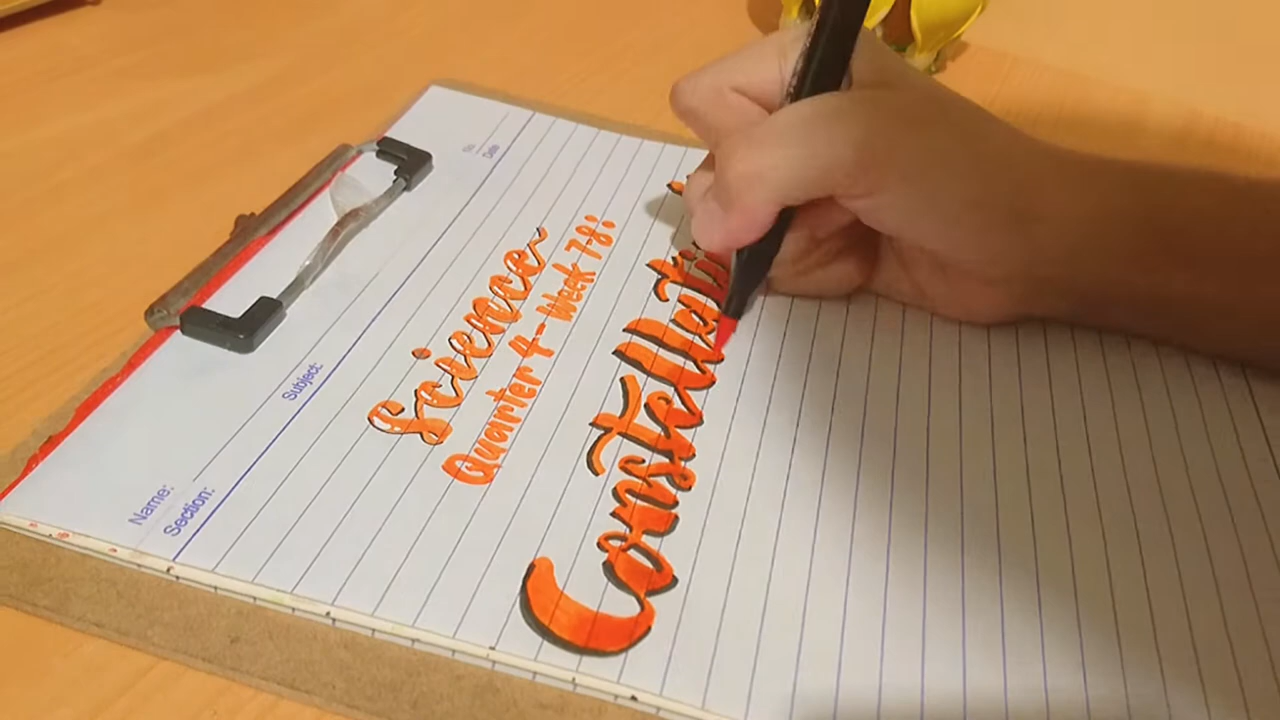 Name:
Section:
Subject:
Date
Science
Quarter 4 - Week 7-8:
Constellati